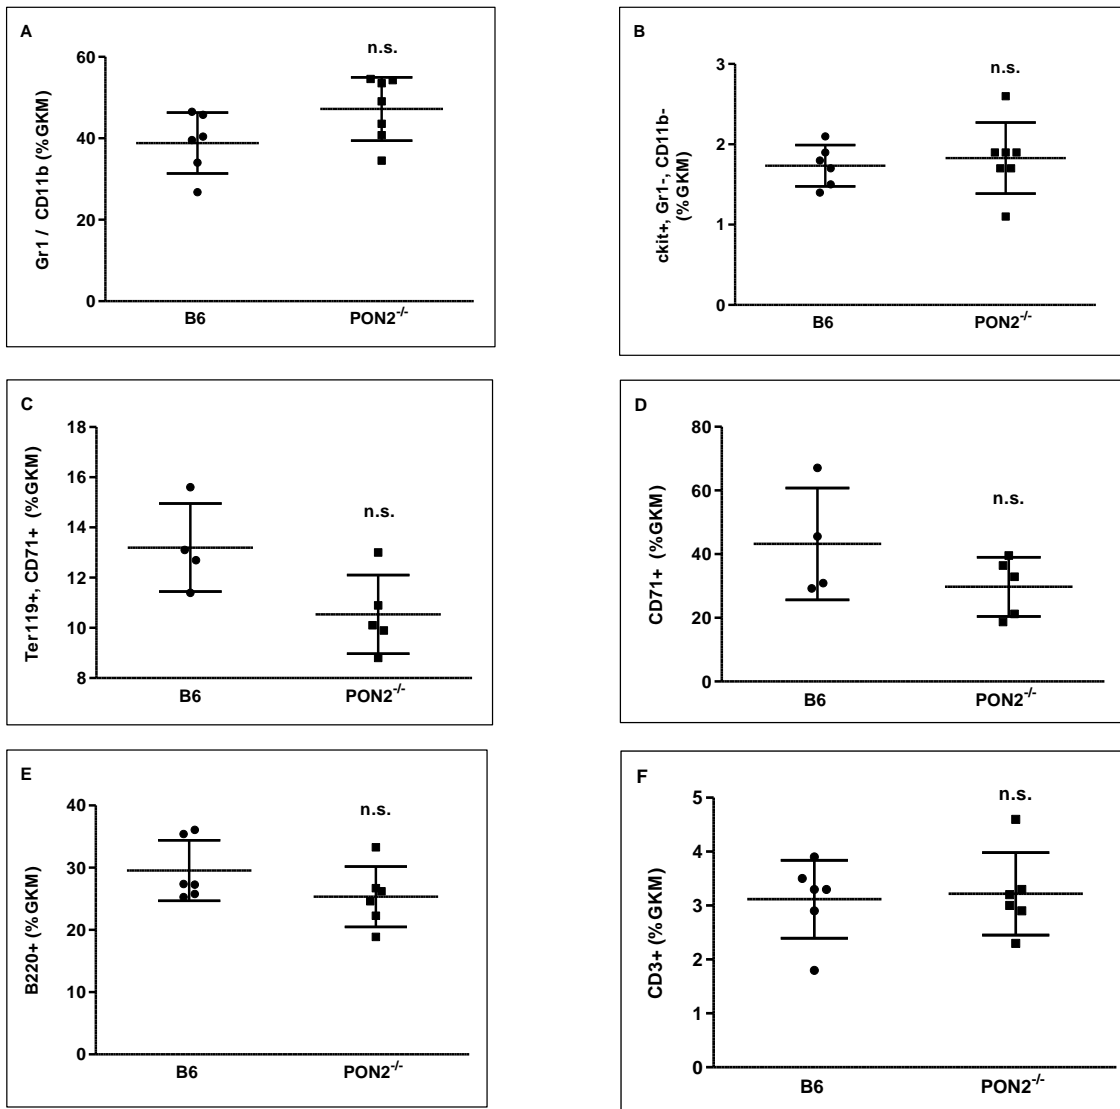 A
n.s.
Gr1 / CD11b (%GKM)
60
40
20
0
B6
PON2-/-
B
n.s.
ckit+, Gr1-, CD11b-
(%GKM)
3
2
1
0
B6
PON2-/-
C
n.s.
Ter119+, CD71+ (%GKM)
18
16
14
12
10
8
B6
PON2-/-
D
n.s.
CD71+ (%GKM)
80
60
40
20
0
B6
PON2-/-
E
n.s.
B220+ (%GKM)
40
30
20
10
0
B6
PON2-/-
F
n.s.
CD3+ (%GKM)
5
4
3
2
1
0
B6
PON2-/-